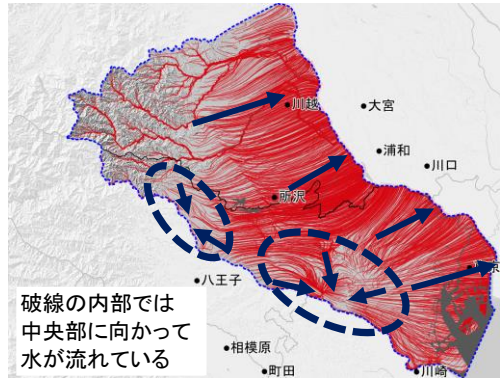 ●川越
●大宮
●浦和
●川口
●所沢
●八王子
破線の内部では
中央部に向かって
水が流れている
●相模原
●町田
●川崎